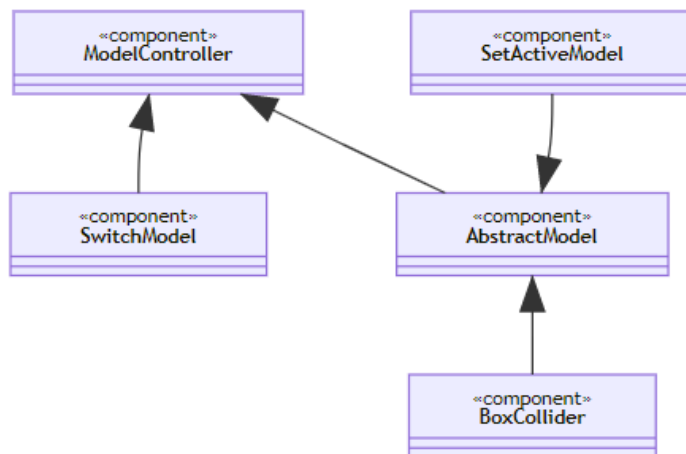 «component»
ModelController
«component»
SetActiveModel
«component»
SwitchModel
«component»
AbstractModel
«component»
BoxCollider